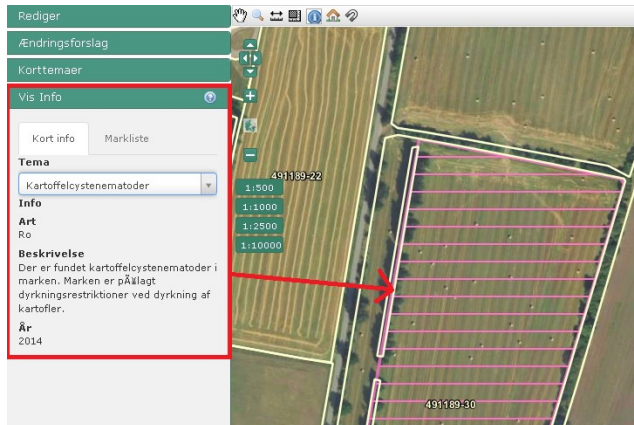 Rediger
Ændringsforslag
Korttemaer
Vis Info
Kort info Markliste
Tema
Kartoffelcystenematoder
Info
Art
Ro
Beskrivelse
Der er fundet kartoffelcystenematoder i
marken. Marken er pÃ¥lagt
dyrkningsrestriktioner ved dyrkning af
kartofler.
År
2014
491189-22
1:500
1:1000
1:2500
1:10000
491189-30